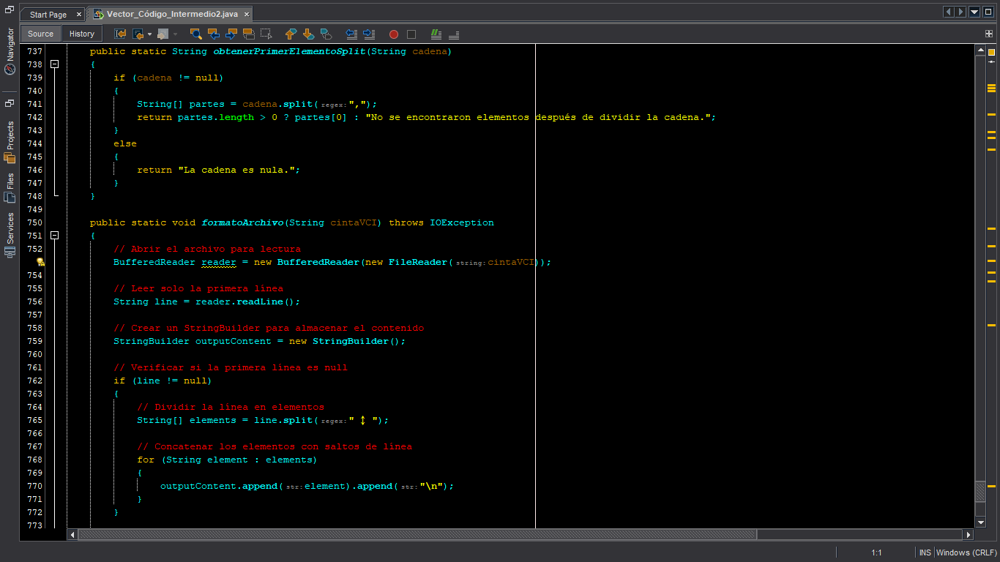 Start Page
Vector_Código_Intermedio2.java
Source
History
Navigator
Projects
Files
Services
737 public static String obtenerPrimerElementoSplit(String cadena)
738 {
739 if (cadena != null)
740 {
741 String[] partes = cadena.split( regex: ",");
742 return partes.length > 0 ? partes[0] : "No se encontraron elementos después de dividir la cadena.";
743 }
744 else
745 {
746 return "La cadena es nula.";
747 }
748 }
749
750 public static void formatoArchivo(String cintaVCI) throws IOException
751 {
752 // Abrir el archivo para lectura
BufferedReader reader = new BufferedReader(new FileReader( string: cintaVCI));
754
755 // Leer solo la primera línea
756 String line = reader.readLine();
757
758 // Crear un StringBuilder para almacenar el contenido
759 StringBuilder outputContent = new StringBuilder();
760
761 // Verificar si la primera línea es null
762 if (line != null)
763 {
764 // Dividir la línea en elementos
765 String[] elements = line.split( regex: " ↕ ");
766
767 // Concatenar los elementos con saltos de línea
768 for (String element : elements)
769 {
770 outputContent.append( str: element).append( str: "\n");
771 }
772 }
773
1:1
INS
Windows (CRLF)